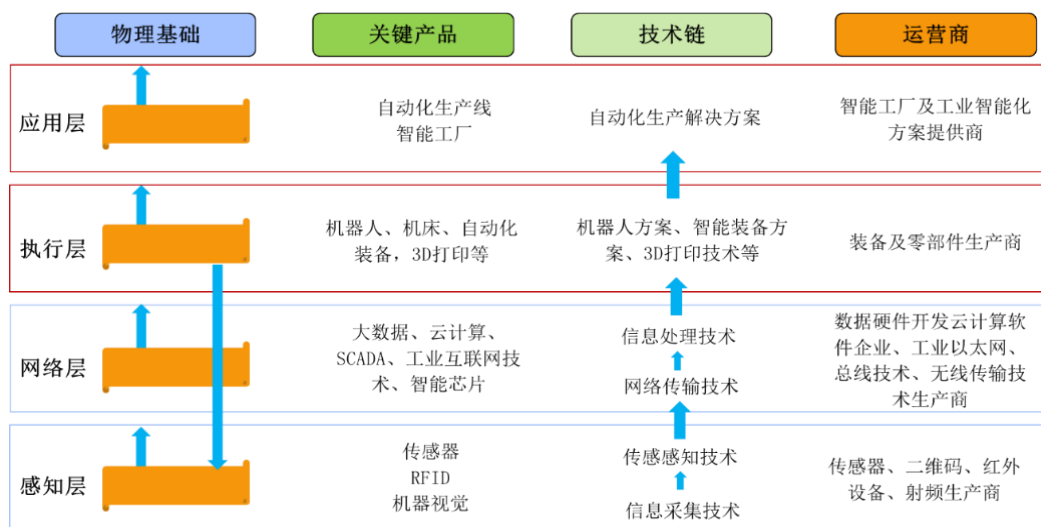 物理基础
关键产品
技术链
运营商
应用层
自动化生产线
智能工厂
自动化生产解决方案
智能工厂及工业智能化
方案提供商
执行层
机器人、机床、自动化
装备，3D打印等
机器人方案、智能装备方
案、3D打印技术等
装备及零部件生产商
网络层
大数据、云计算、
SCADA、工业互联网技
术、智能芯片
信息处理技术
网络传输技术
数据硬件开发云计算软
件企业、工业以太网、
总线技术、无线传输技
术生产商
感知层
传感器
RFID
机器视觉
传感感知技术
信息采集技术
传感器、二维码、红外
设备、射频生产商